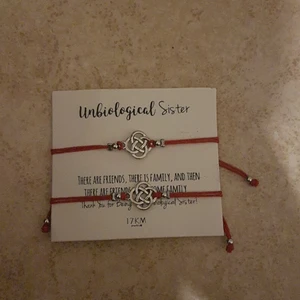 Unbiological Sister
THERE ARE FRIENDS, THERE IS FAMILY, AND THEN
THERE ARE FRIENDS FAMILY
Thank You for Being Sister!
17KM